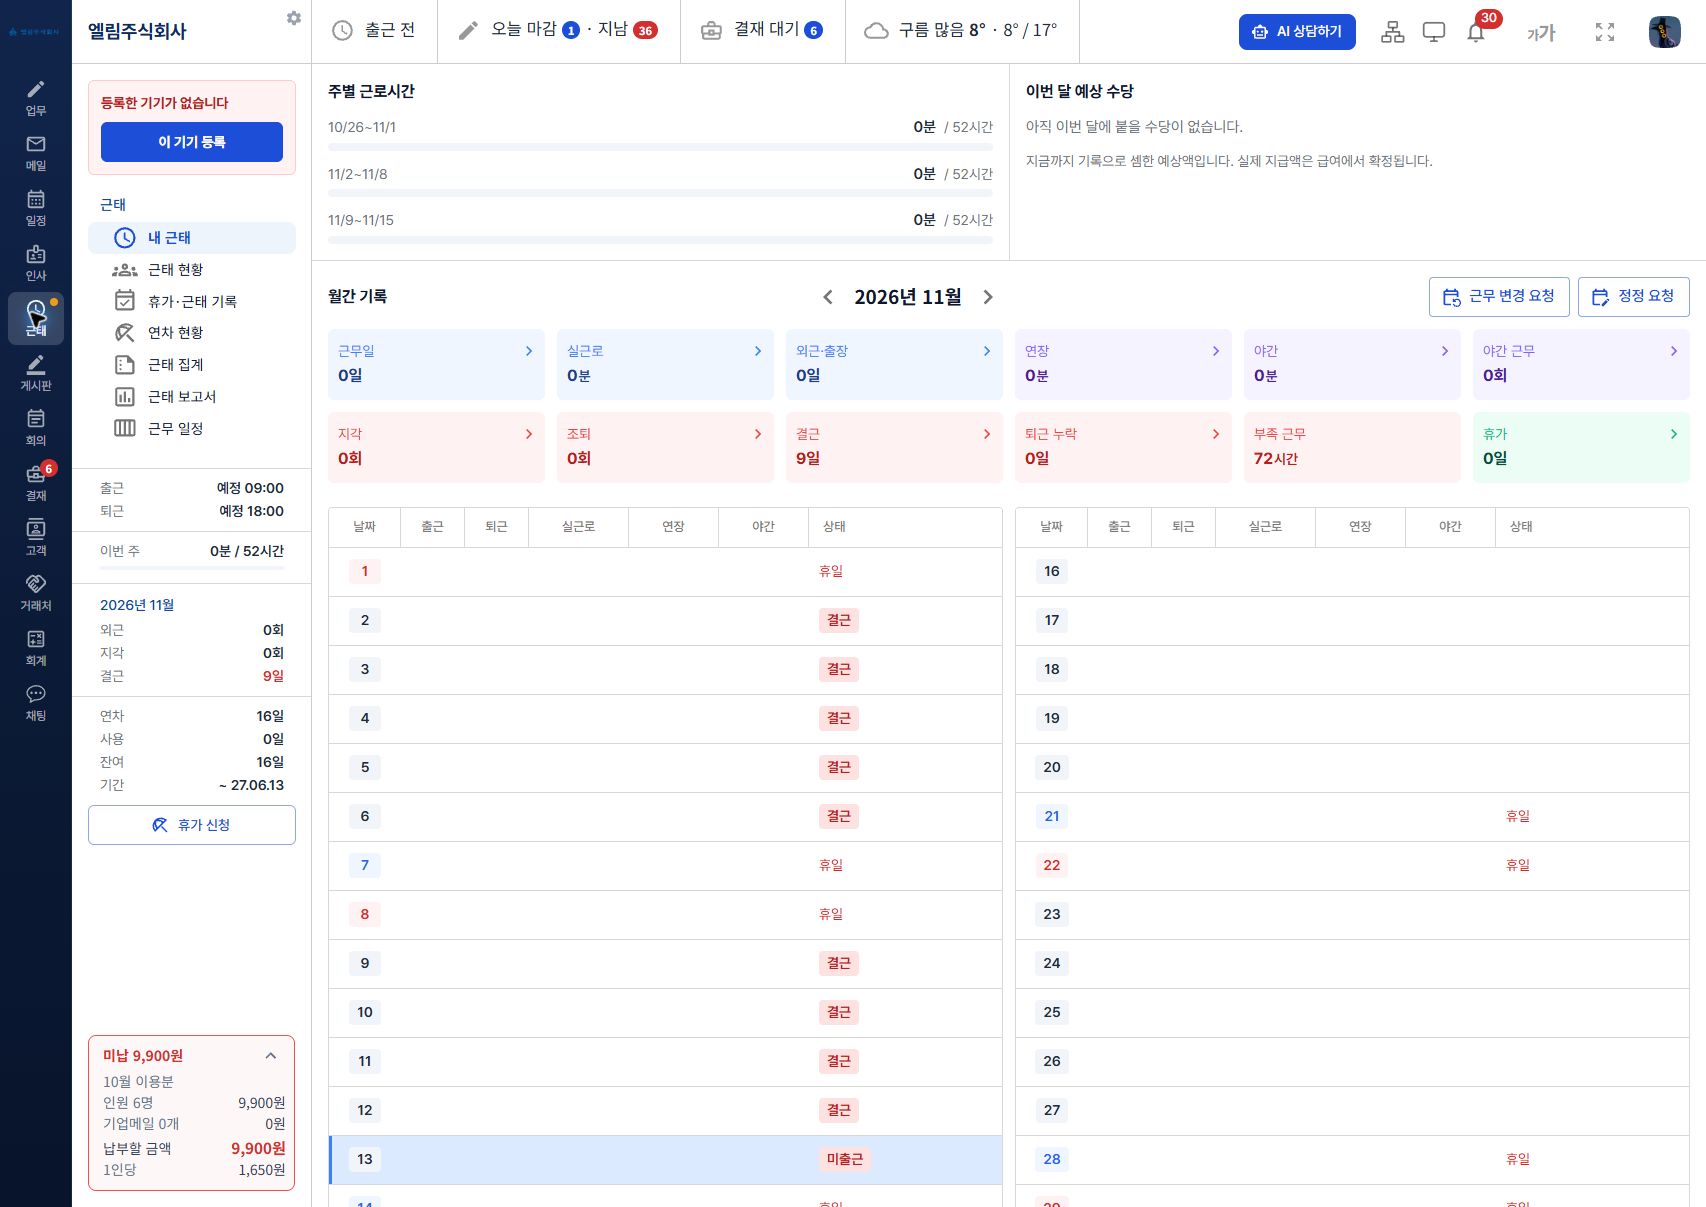 엘림주식회사
업무
메일
일정
인사
근태
게시판
회의
6
결재
고객
거래처
회계
채팅
엘림주식회사
출근 전
오늘 마감 1 · 지남 36
결재 대기 6
구름 많음 8° · 8° / 17°
AI 상담하기
30
가가
등록한 기기가 없습니다
이 기기 등록
근태
내 근태
근태 현황
휴가·근태 기록
연차 현황
근태 집계
근태 보고서
근무 일정
출근 예정 09:00
퇴근 예정 18:00
이번 주 0분 / 52시간
2026년 11월
외근 0회
지각 0회
결근 9일
연차 16일
사용 0일
잔여 16일
기간 ~ 27.06.13
휴가 신청
미납 9,900원
10월 이용분
인원 6명 9,900원
기업메일 0개 0원
납부할 금액 9,900원
1인당 1,650원
주별 근로시간
10/26~11/1 0분 / 52시간
11/2~11/8 0분 / 52시간
11/9~11/15 0분 / 52시간
이번 달 예상 수당
아직 이번 달에 붙을 수당이 없습니다.
지금까지 기록으로 셈한 예상액입니다. 실제 지급액은 급여에서 확정됩니다.
월간 기록
2026년 11월
근무 변경 요청
정정 요청
근무일
0일
실근로
0분
외근·출장
0일
연장
0분
야간
0분
야간 근무
0회
지각
0회
조퇴
0회
결근
9일
퇴근 누락
0일
부족 근무
72시간
휴가
0일
날짜 출근 퇴근 실근로 연장 야간 상태
1 휴일
2 결근
3 결근
4 결근
5 결근
6 결근
7 휴일
8 휴일
9 결근
10 결근
11 결근
12 결근
13 미출근
14 휴일
날짜 출근 퇴근 실근로 연장 야간 상태
16
17
18
19
20
21 휴일
22 휴일
23
24
25
26
27
28 휴일
29 휴일